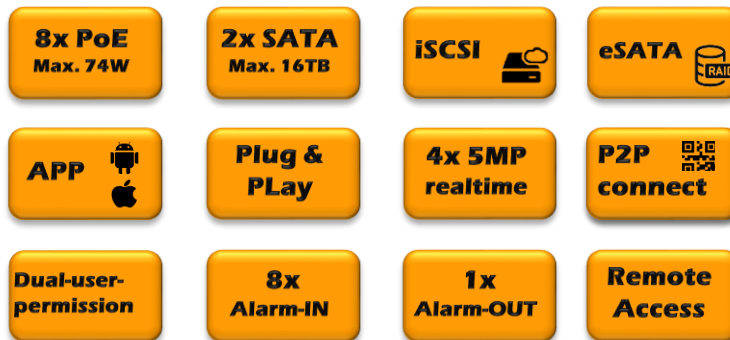 8x PoE
Max. 74W
2x SATA
Max. 16TB
iSCSI
eSATA
RAID
APP
Plug &
PLay
4x 5MP
realtime
P2P
connect
Dual-user-
permission
8x
Alarm-IN
1x
Alarm-OUT
Remote
Access